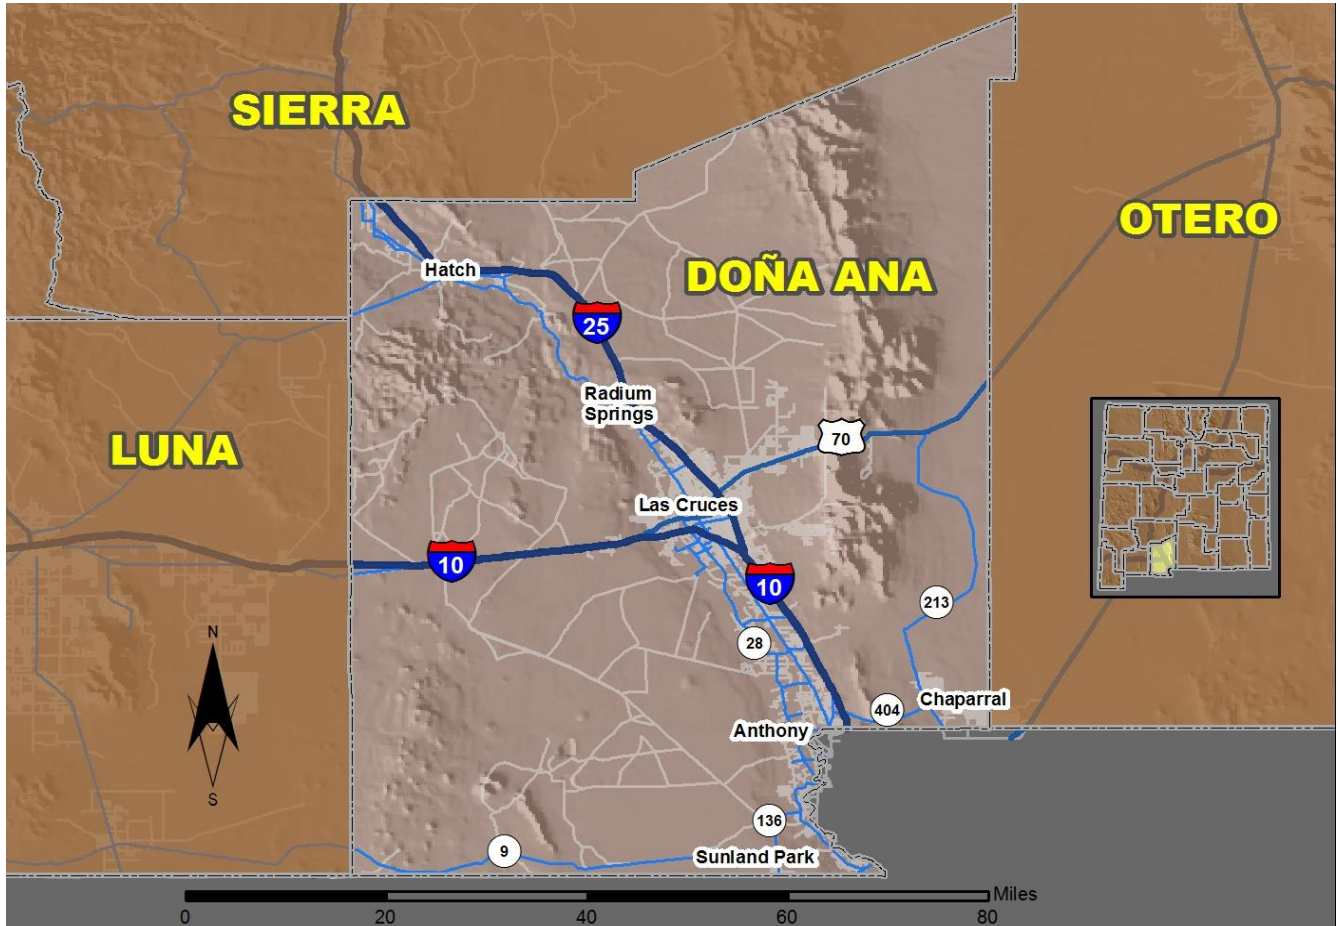 SIERRA
OTERO
Hatch
DOÑA ANA
25
Radium
Springs
LUNA
70
Las Cruces
10
10
213
28
N
Chaparral
404
Anthony
S
136
9
Sunland Park
Miles
0 20 40 60 80